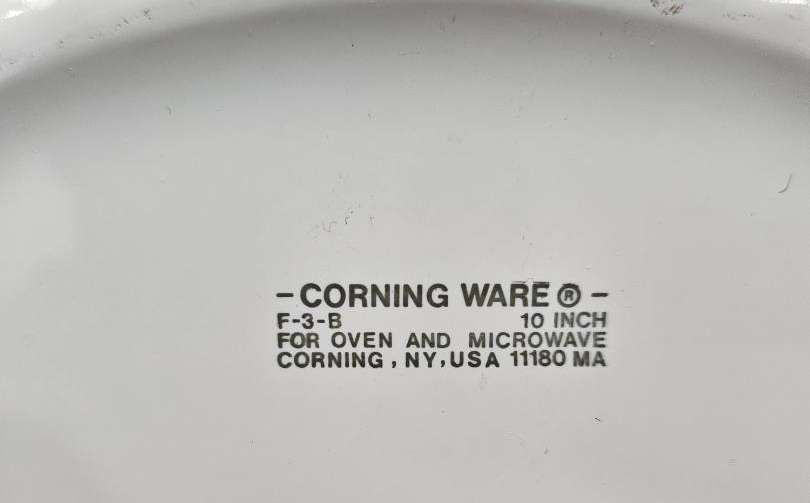 -CORNING WARE ® -
F-3-B 10 INCH
FOR OVEN AND MICROWAVE
CORNING , NY, USA 11180 MA